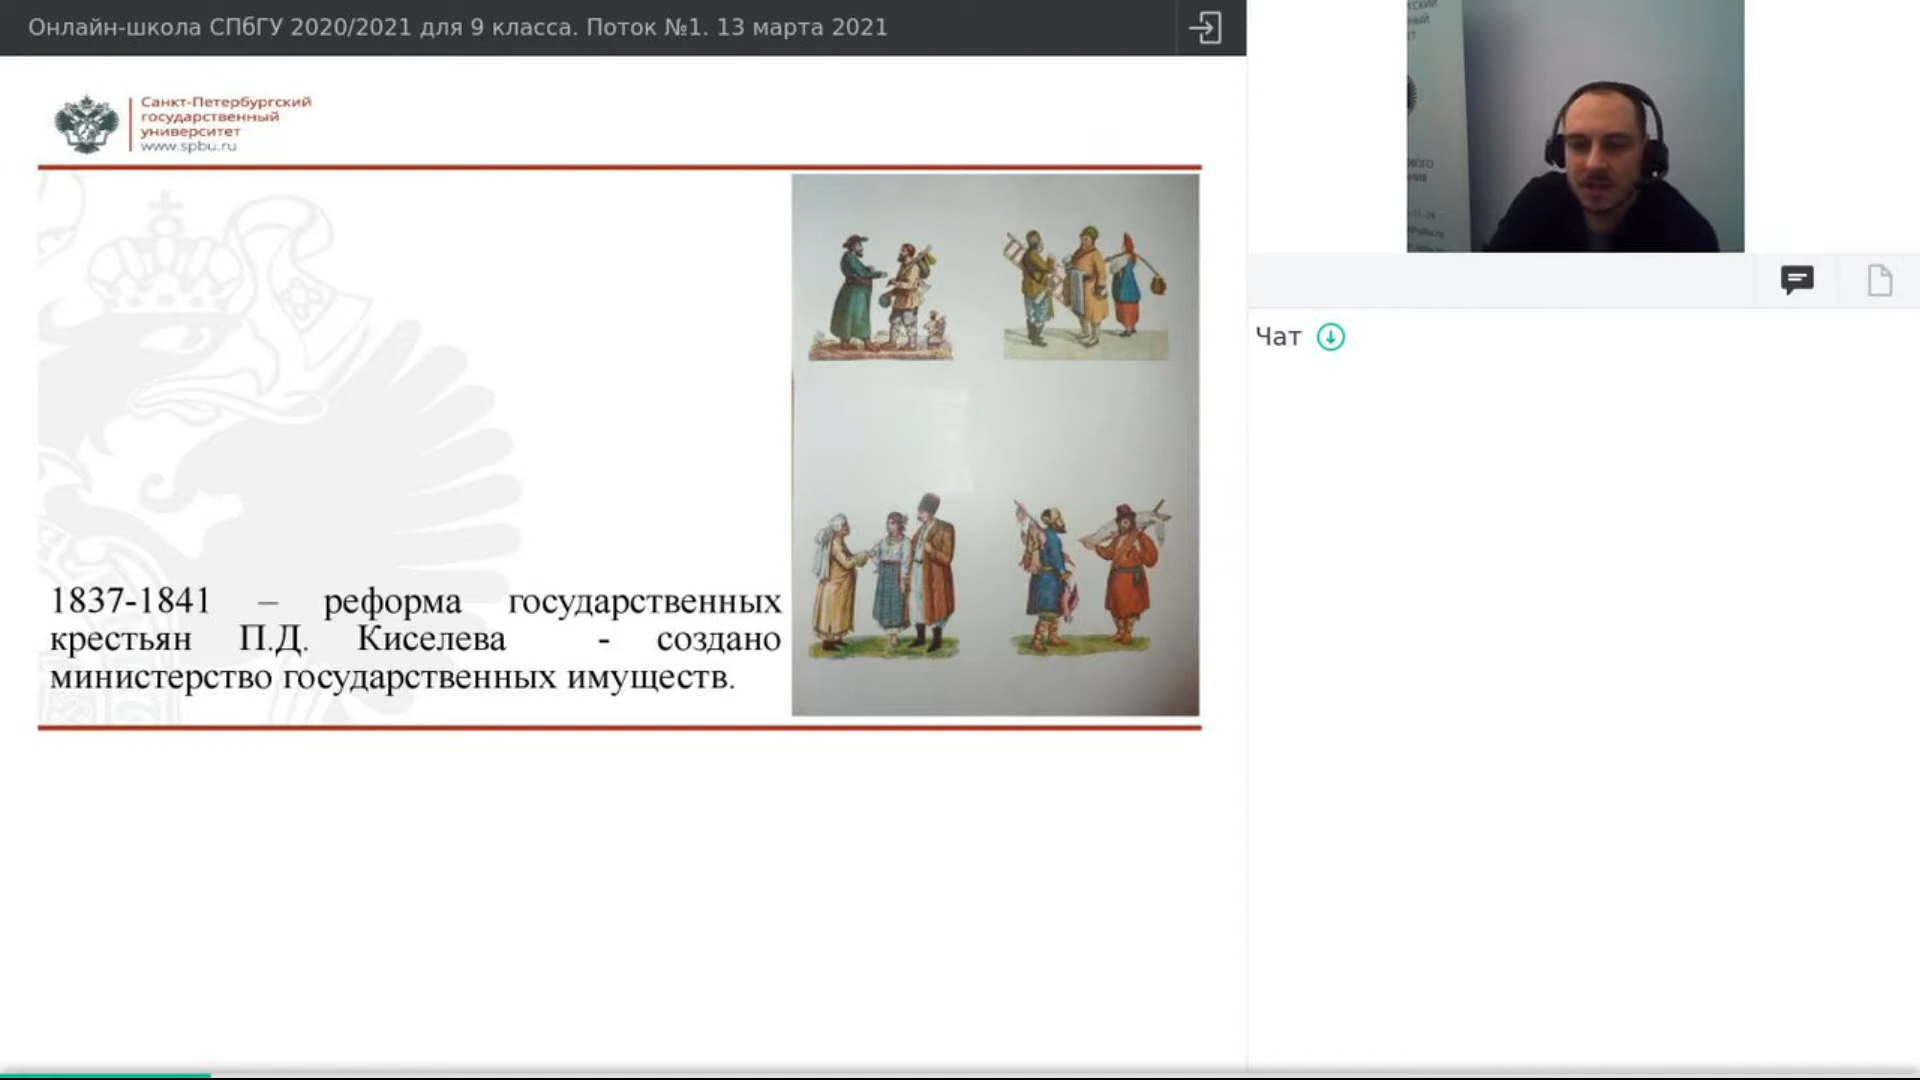 Онлайн-школа СПбГУ 2020/2021 для 9 класса. Поток №1. 13 марта 2021
Санкт-Петербургский
государственный
университет
www.spbu.ru
1837-1841 – реформа государственных
крестьян П.Д. Киселева - создано
министерство государственных имуществ.
Чат